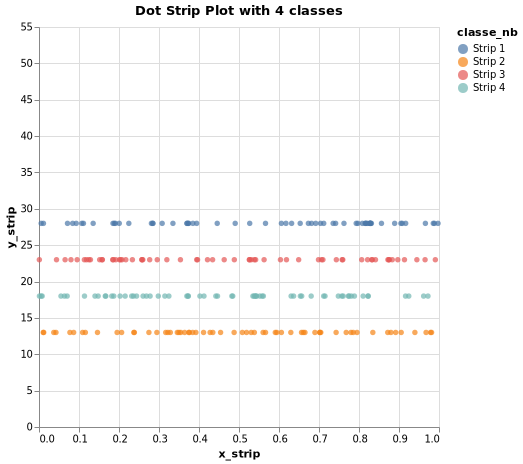 Dot Strip Plot with 4 classes
classe_nb
Strip 1
Strip 2
Strip 3
Strip 4
55
50
45
40
35
30
25
20
15
10
5
0
y_strip
0.0 0.1 0.2 0.3 0.4 0.5 0.6 0.7 0.8 0.9 1.0
x_strip